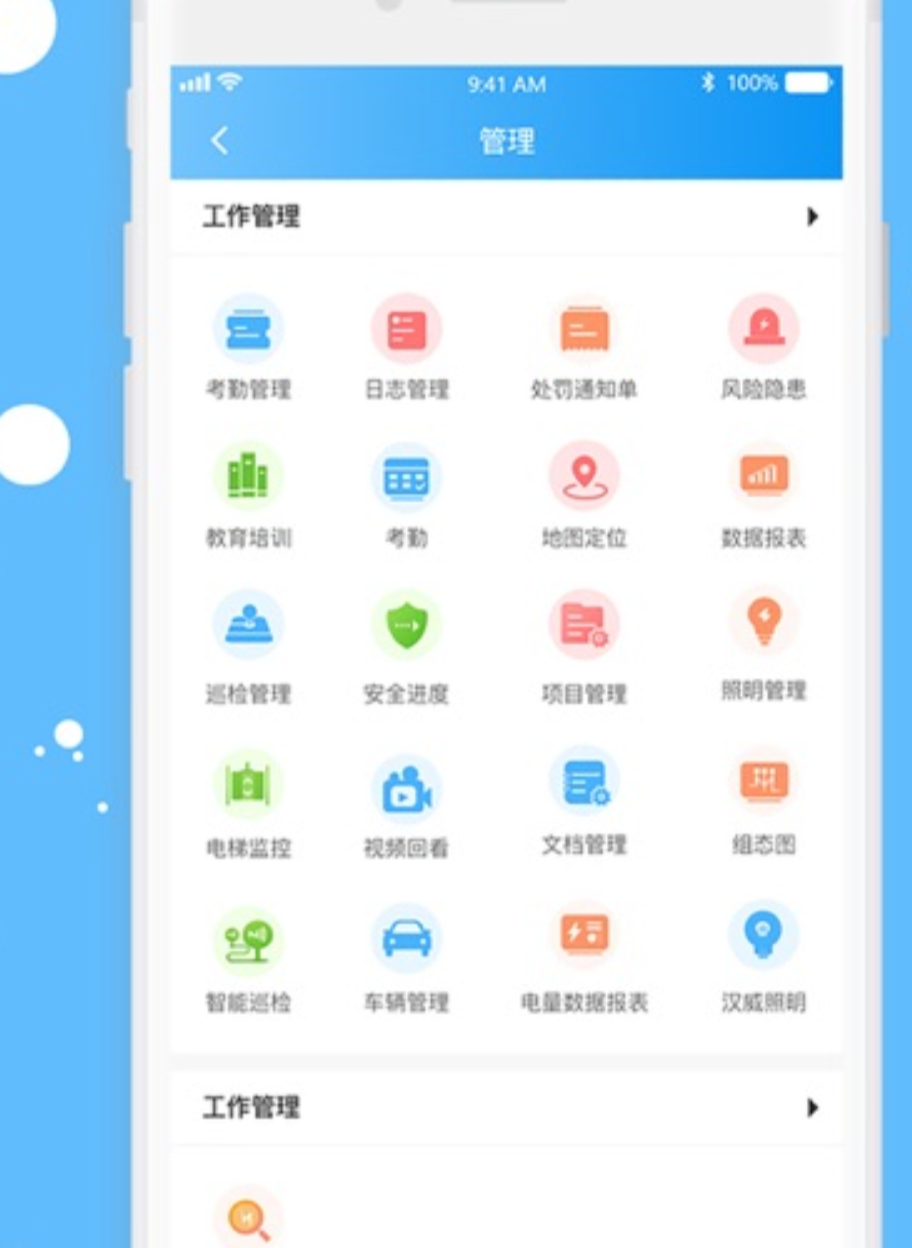 9:41 AM 100%
管理
工作管理
考勤管理 日志管理 处罚通知单 风险隐患
教育培训 考勤 地图定位 数据报表
巡检管理 安全进度 项目管理 照明管理
电梯监控 视频回看 文档管理 组态图
智能巡检 车辆管理 电量数据报表 汉威照明
工作管理